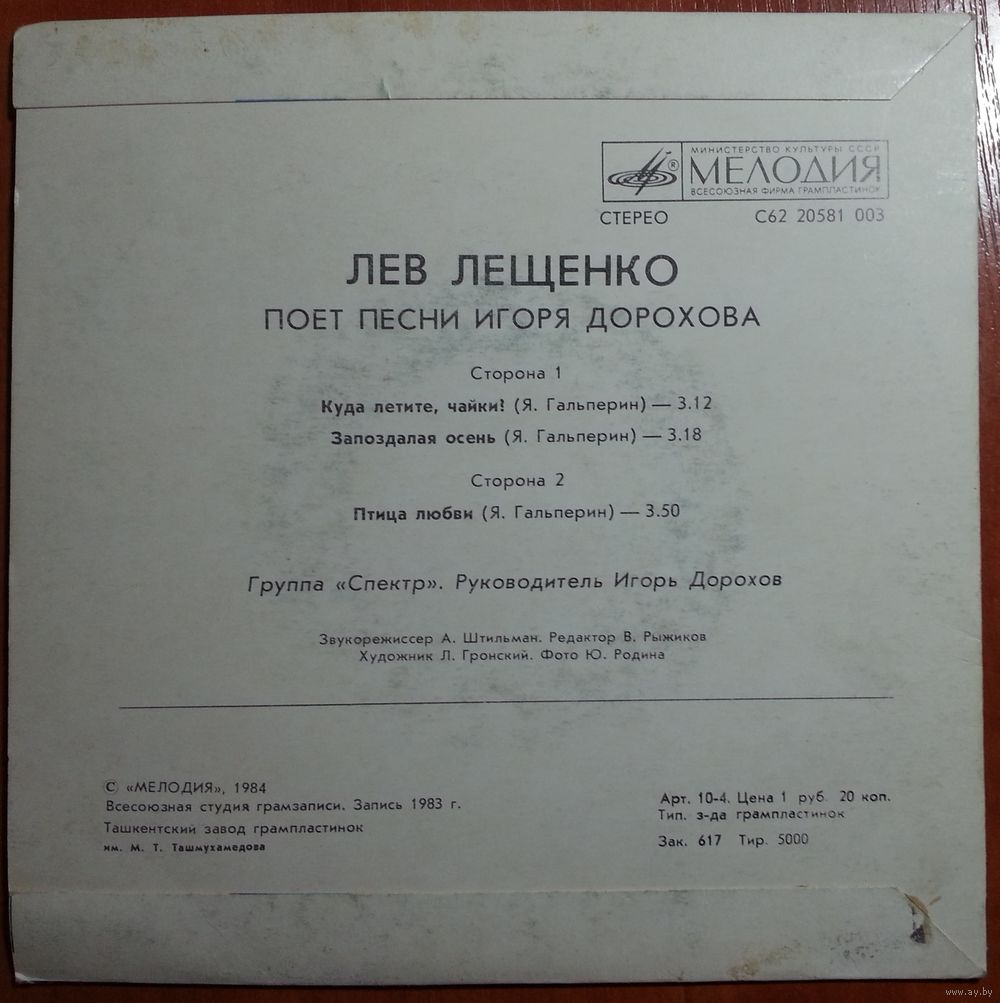 МИНИСТЕРСТВО КУЛЬТУРЫ СССР
® МЕЛОДИЯ
ВСЕСОЮЗНАЯ ФИРМА ГРАМПЛАСТИНОК
СТЕРЕО С62 20581 003
ЛЕВ ЛЕЩЕНКО
ПОЕТ ПЕСНИ ИГОРЯ ДОРОХОВА
Сторона 1
Куда летите, чайки? (Я. Гальперин) — 3.12
Запоздалая осень (Я. Гальперин) — 3.18
Сторона 2
Птица любви (Я. Гальперин) — 3.50
Группа «Спектр». Руководитель Игорь Дорохов
Звукорежиссер А. Штильман. Редактор В. Рыжиков
Художник Л. Гронский. Фото Ю. Родина
© «МЕЛОДИЯ», 1984
Всесоюзная студия грамзаписи. Запись 1983 г.
Ташкентский завод грампластинок
им. М. Т. Ташмухамедова
Арт. 10-4. Цена 1 руб. 20 коп.
Тип. з-да грампластинок
Зак. 617 Тир. 5000
www.ay.by